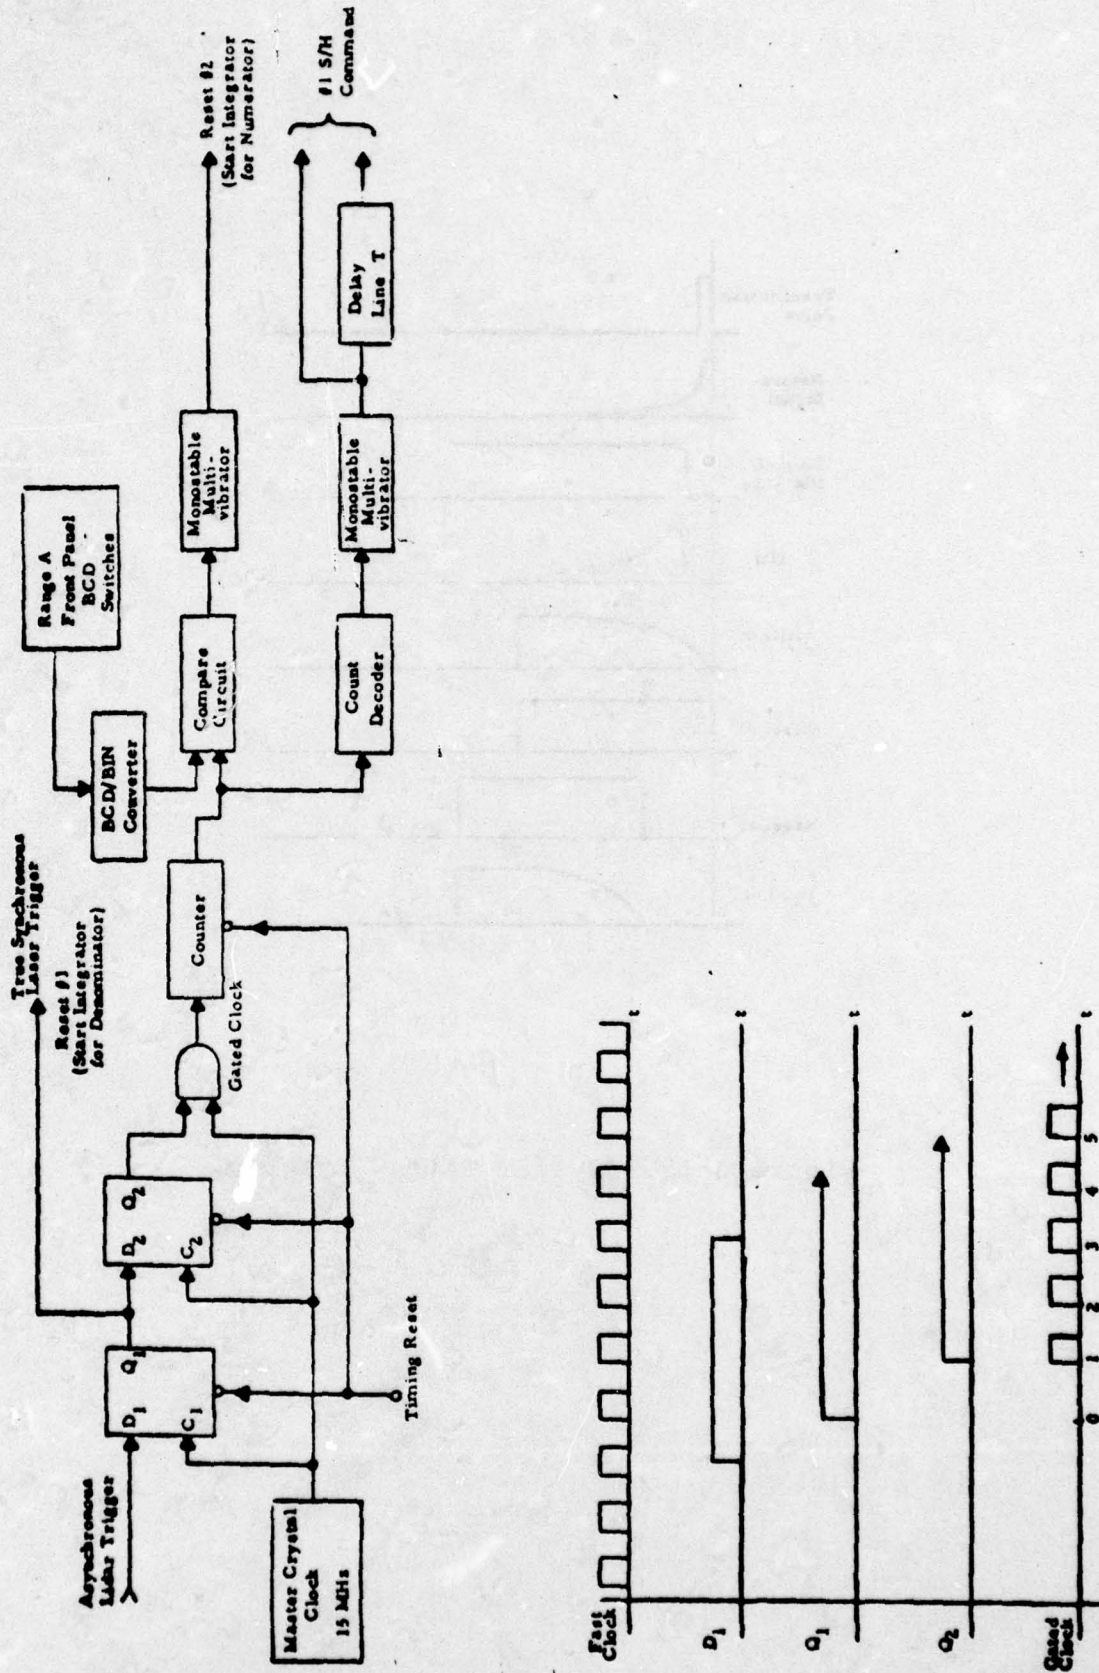 Asynchronous
Lidar Trigger
Master Crystal
Clock
15 MHz
D1 Q1
C1
Timing Reset
D2 Q2
C2
True Synchronous
Laser Trigger
Reset #1
(Start Integrator
for Denominator)
Gated Clock
Counter
BCD/BIN
Converter
Range A
Front Panel
BCD
Switches
Compare
Circuit
Count
Decoder
Monostable
Multi-
vibrator
Monostable
Multi-
vibrator
Delay
Line T
Reset #2
(Start Integrator
for Numerator)
#1 S/H
Command
Fast
Clock
t
D1
t
Q1
t
Q2
t
Gated
Clock
0 1 2 3 4 5
t